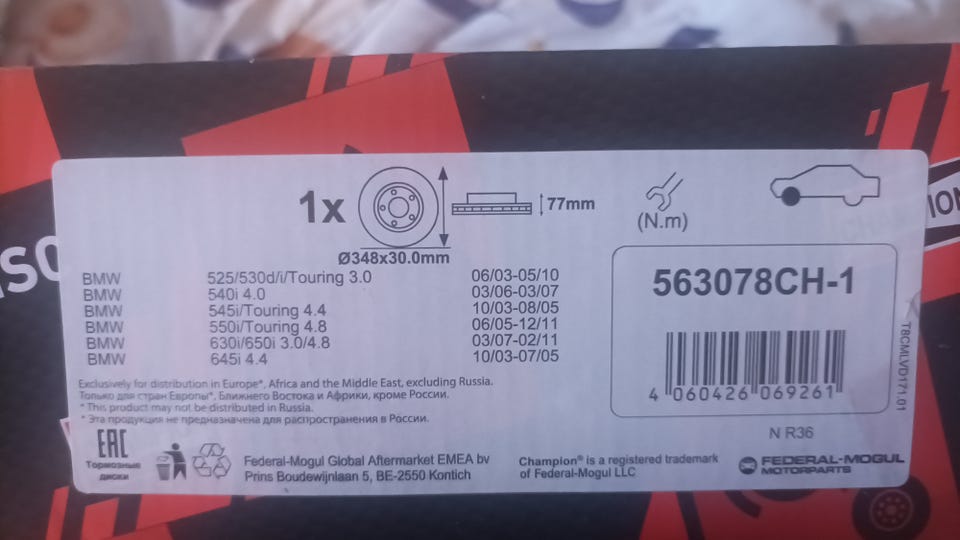 1x
77mm
(N.m)
Ø348x30.0mm
BMW 525/530d/i/Touring 3.0 06/03-05/10
BMW 540i 4.0 03/06-03/07
BMW 545i/Touring 4.4 10/03-08/05
BMW 550i/Touring 4.8 06/05-12/11
BMW 630i/650i 3.0/4.8 03/07-02/11
BMW 645i 4.4 10/03-07/05
563078CH-1
4 060426 069261
T8CMLVD171.01
N R36
Exclusively for distribution in Europe*, Africa and the Middle East, excluding Russia.
Только для стран Европы*, Ближнего Востока и Африки, кроме России.
* This product may not be distributed in Russia.
* Эта продукция не предназначена для распространения в России.
EAC
Тормозные
диски
Federal-Mogul Global Aftermarket EMEA bv
Prins Boudewijnlaan 5, BE-2550 Kontich
Champion® is a registered trademark
of Federal-Mogul LLC
FEDERAL-MOGUL
MOTORPARTS